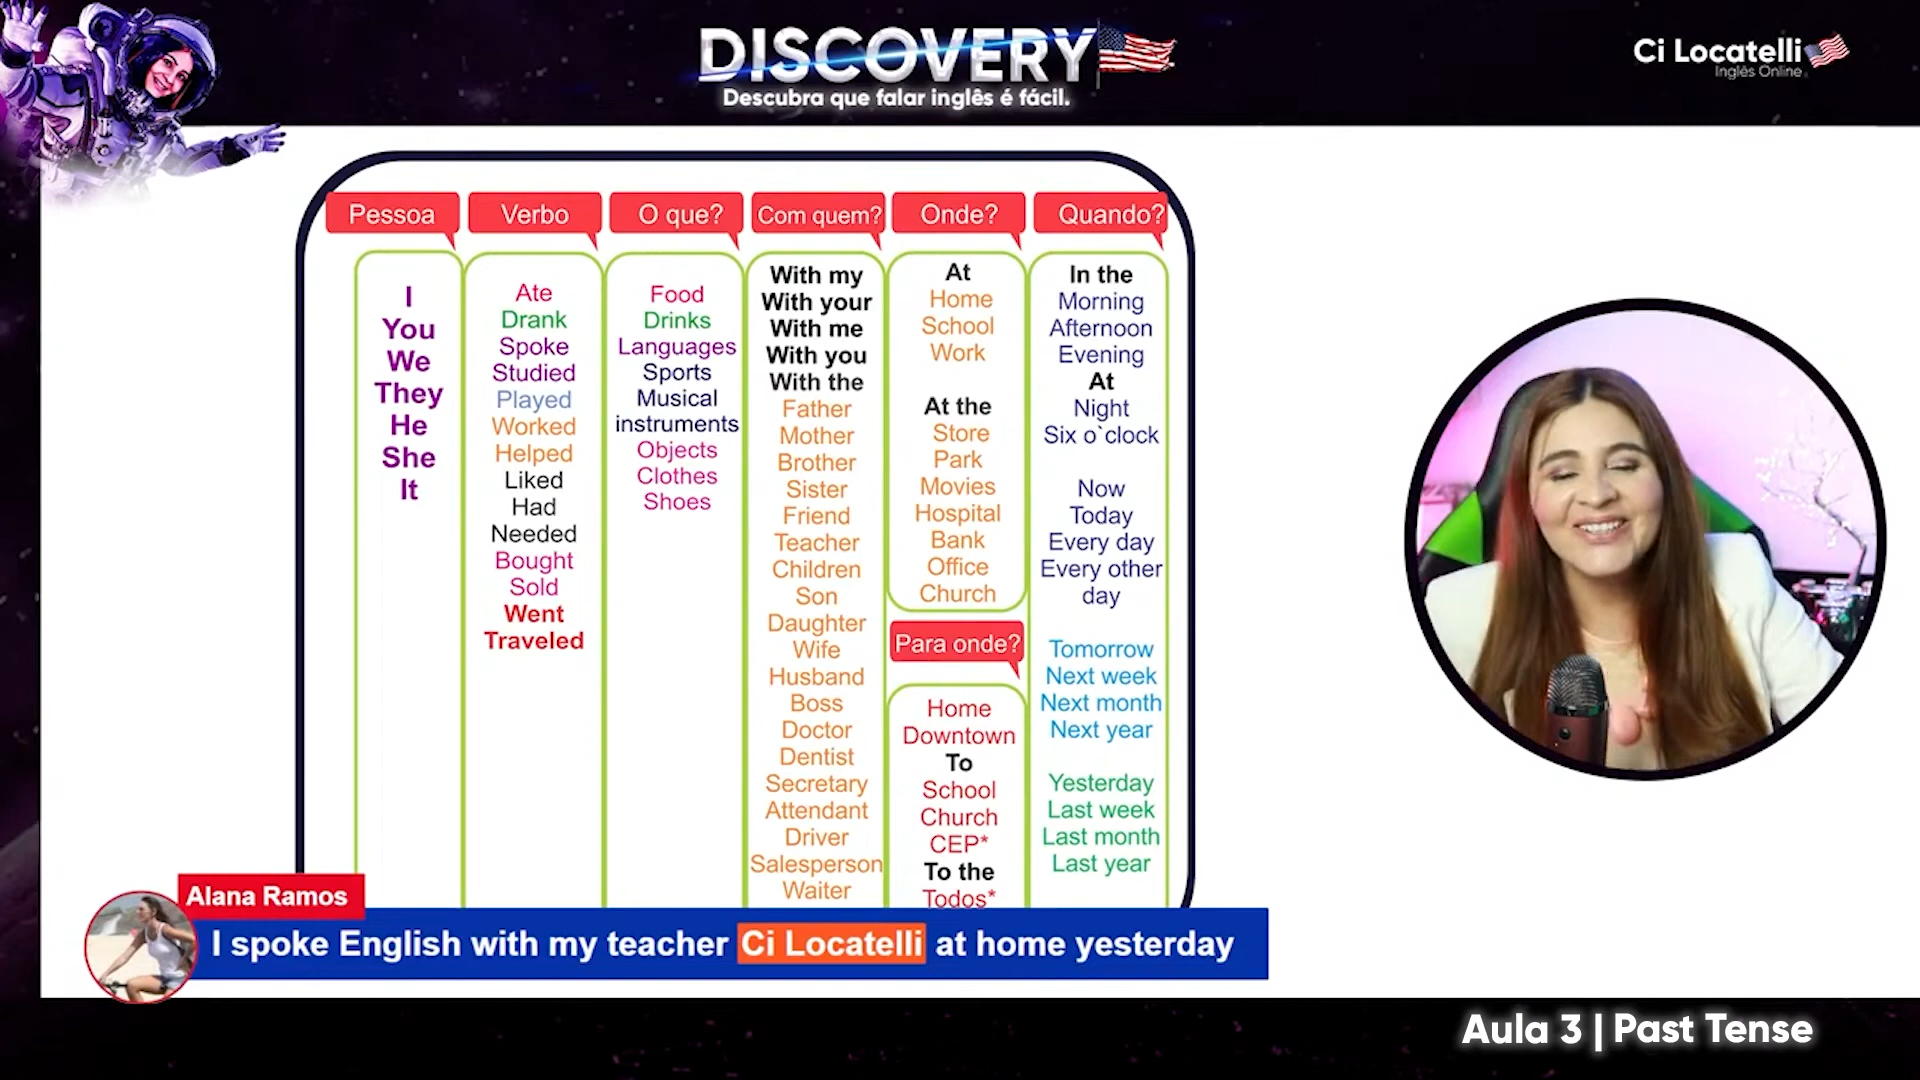 DISCOVERY
Descubra que falar inglês é fácil.
Ci Locatelli
Inglês Online
Pessoa
I
You
We
They
He
She
It
Verbo
Ate
Drank
Spoke
Studied
Played
Worked
Helped
Liked
Had
Needed
Bought
Sold
Went
Traveled
O que?
Food
Drinks
Languages
Sports
Musical
instruments
Objects
Clothes
Shoes
Com quem?
With my
With your
With me
With you
With the
Father
Mother
Brother
Sister
Friend
Teacher
Children
Son
Daughter
Wife
Husband
Boss
Doctor
Dentist
Secretary
Attendant
Driver
Salesperson
Waiter
Onde?
At
Home
School
Work
At the
Store
Park
Movies
Hospital
Bank
Office
Church
Para onde?
Home
Downtown
To
School
Church
CEP*
To the
Todos*
Quando?
In the
Morning
Afternoon
Evening
At
Night
Six o`clock
Now
Today
Every day
Every other
day
Tomorrow
Next week
Next month
Next year
Yesterday
Last week
Last month
Last year
Alana Ramos
I spoke English with my teacher Ci Locatelli at home yesterday
Aula 3 | Past Tense